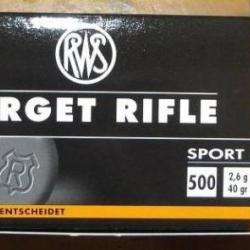 RWS
RGET RIFLE
R
SPORT
500
2,6 g
40 gr
ENTSCHEIDET